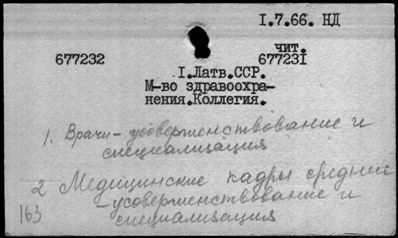 I.7.66. НД
чит.
677232 677231
I.Латв.ССР.
М-во здравоохра-
нения.Коллегия.
1. Врачи - усовершенствование и
специализация
2 Медицинские кадры средние
- усовершенствование и
специализация
163